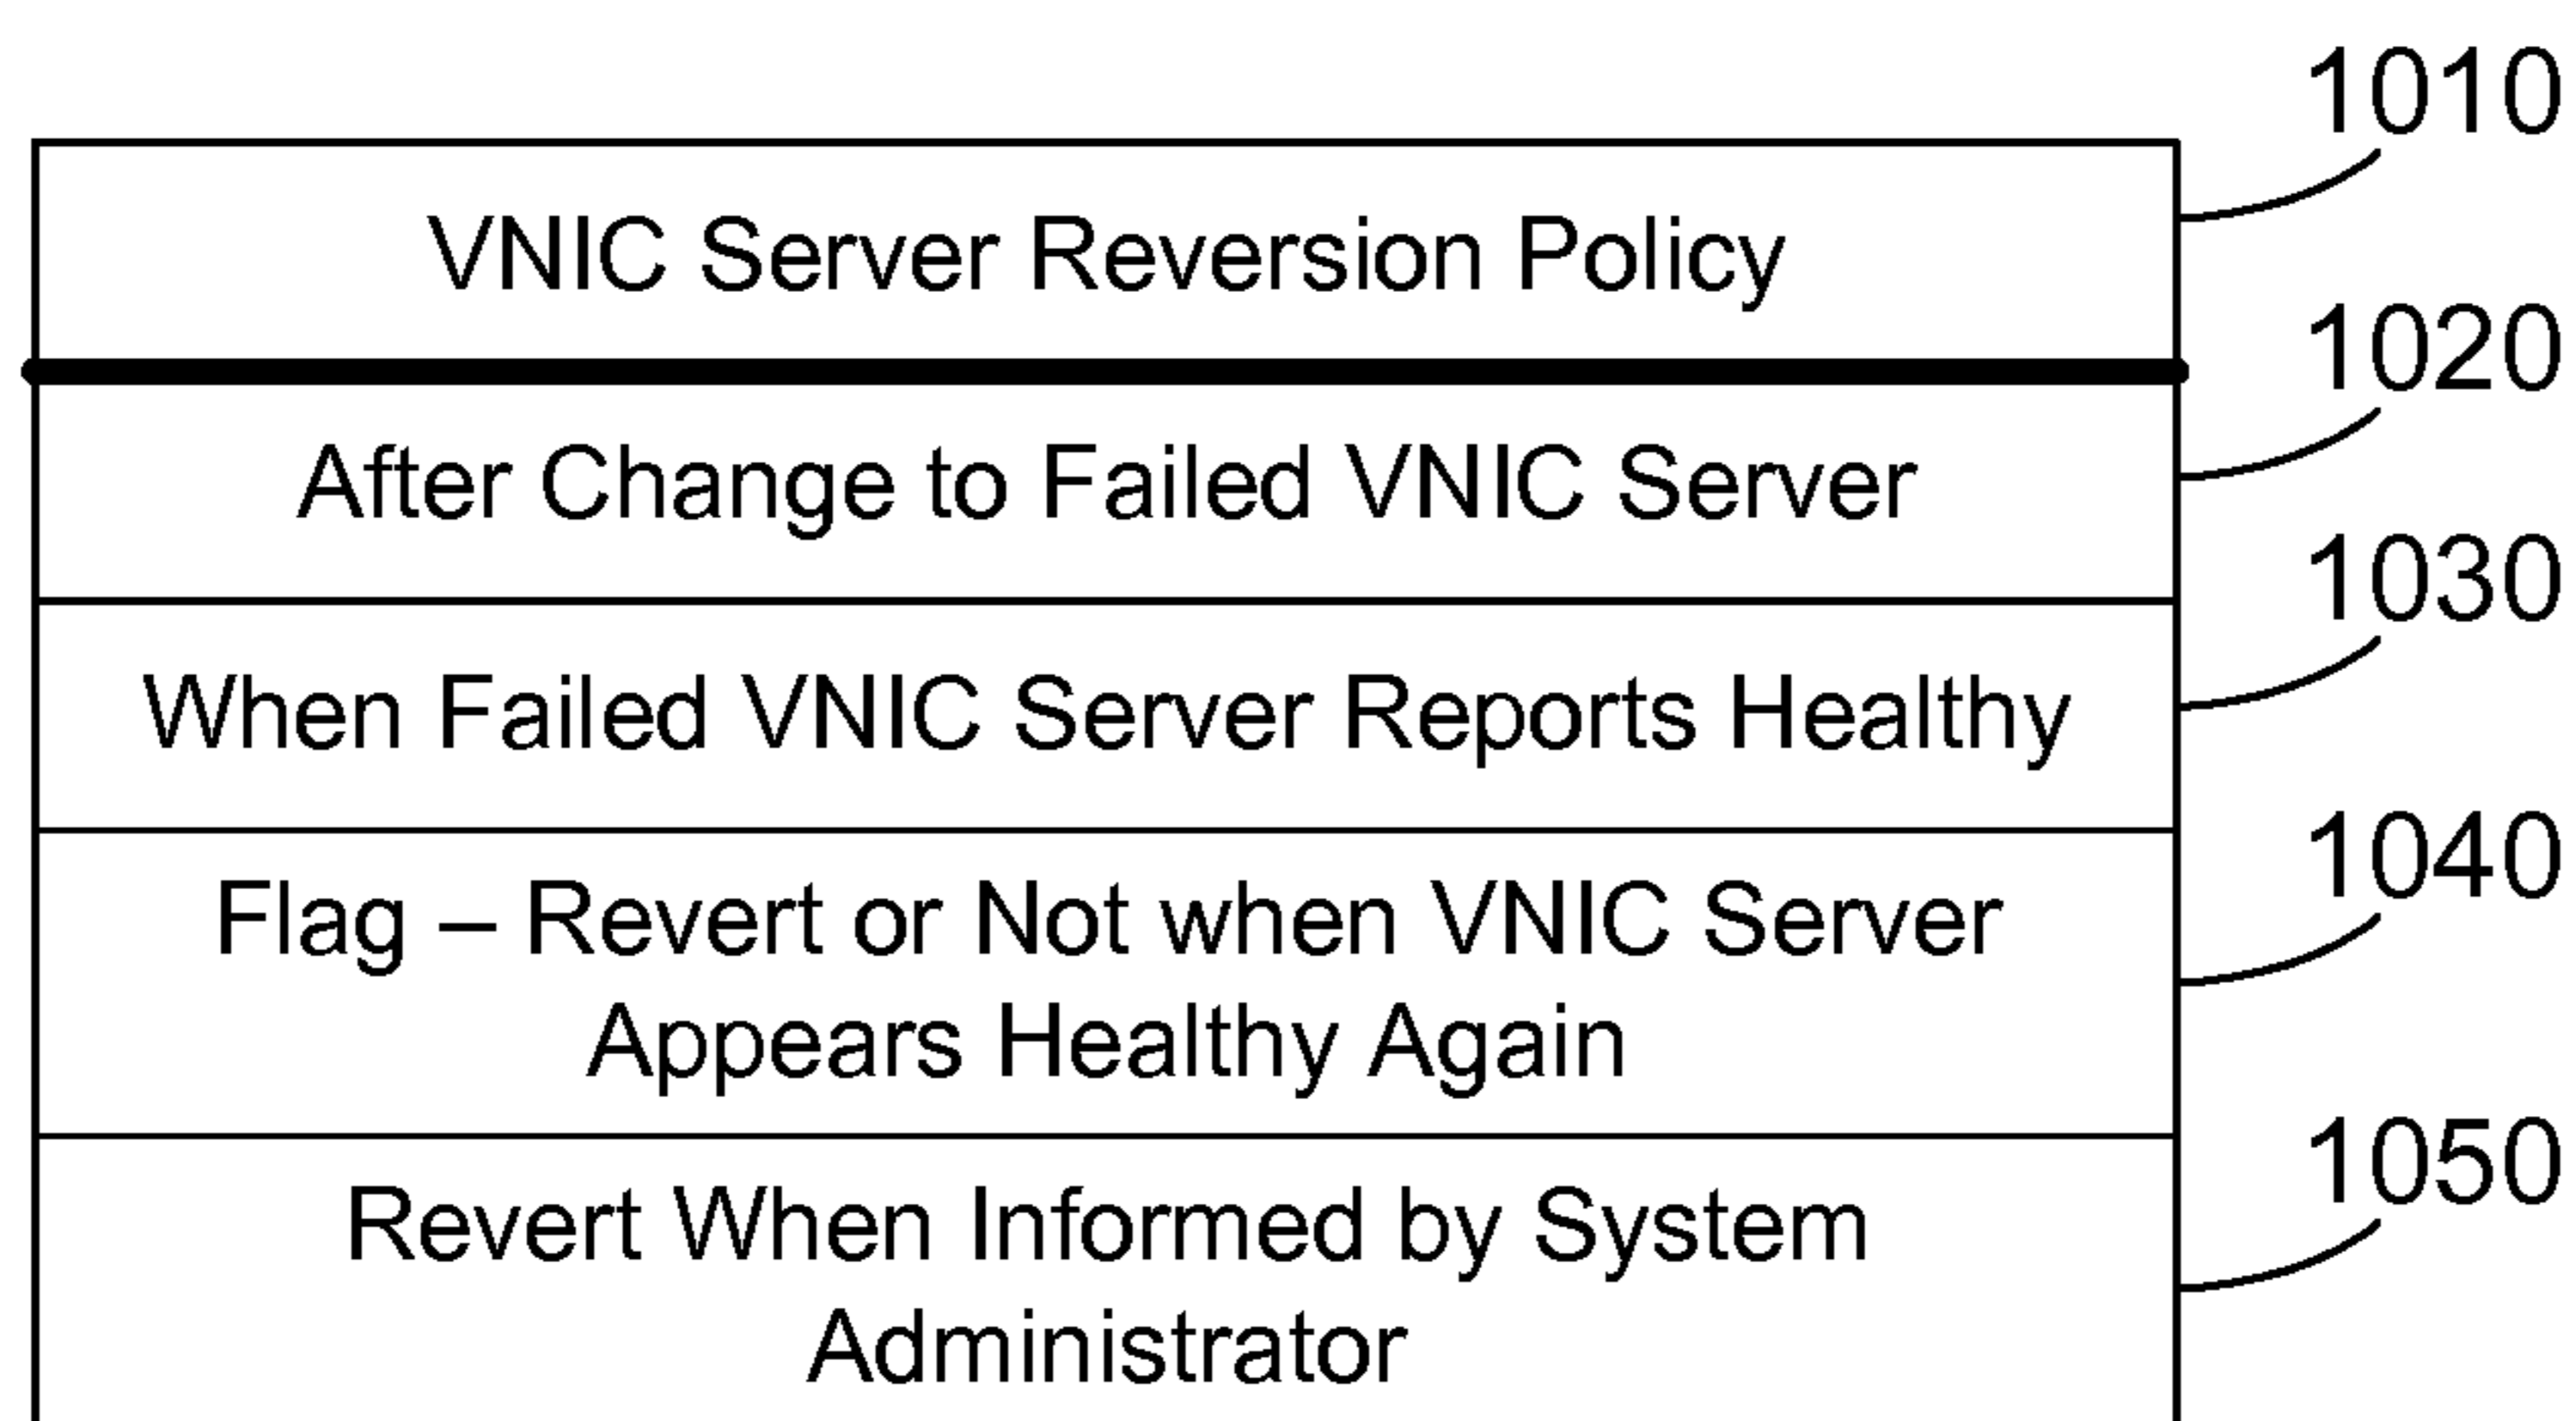 1010
VNIC Server Reversion Policy
1020
After Change to Failed VNIC Server
1030
When Failed VNIC Server Reports Healthy
1040
Flag – Revert or Not when VNIC Server
Appears Healthy Again
1050
Revert When Informed by System
Administrator